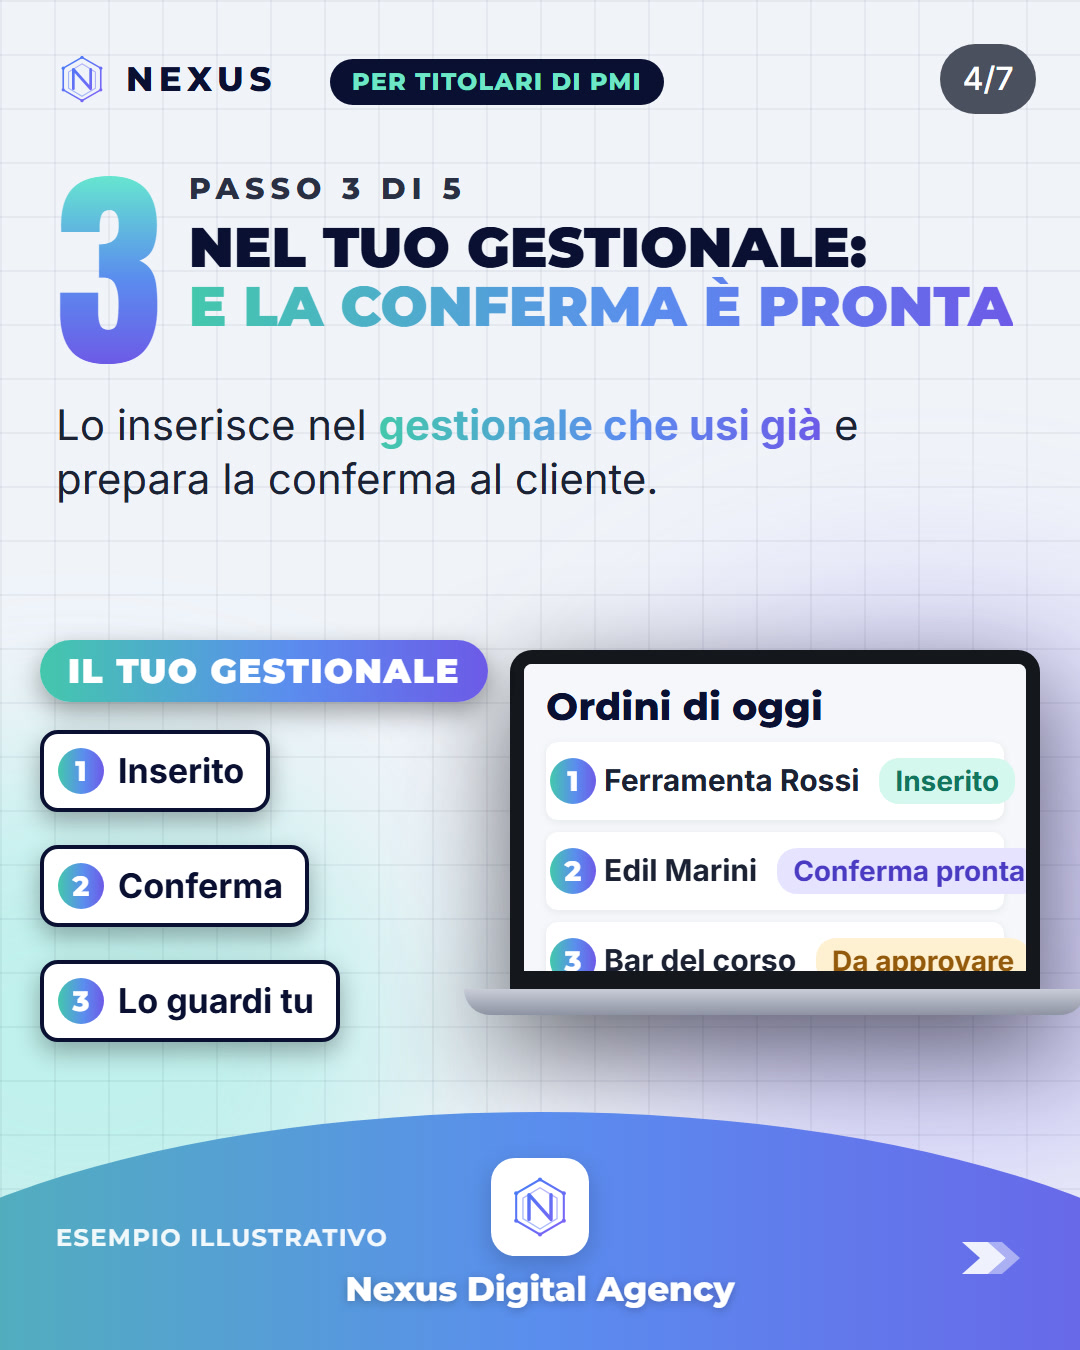 NEXUS
PER TITOLARI DI PMI
4/7
3
PASSO 3 DI 5
NEL TUO GESTIONALE:
E LA CONFERMA È PRONTA
Lo inserisce nel gestionale che usi già e
prepara la conferma al cliente.
IL TUO GESTIONALE
1 Inserito
2 Conferma
3 Lo guardi tu
Ordini di oggi
1 Ferramenta Rossi Inserito
2 Edil Marini Conferma pronta
3 Bar del corso Da approvare
ESEMPIO ILLUSTRATIVO
N
Nexus Digital Agency